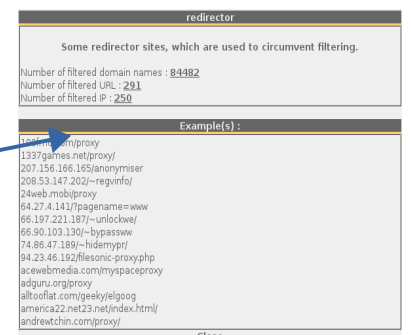 redirector
Some redirector sites, which are used to circumvent filtering.
Number of filtered domain names : 84482
Number of filtered URL : 291
Number of filtered IP : 250
Example(s) :
/proxy
1337games.net/proxy/
207.156.166.165/anonymiser
208.53.147.202/~regvinfo/
24web.mobi/proxy
64.27.4.141/?pagename=www
66.197.221.187/~unlockwe/
66.90.103.130/~bypassww
74.86.47.189/~hidemypr/
94.23.46.192/filesonic-proxy.php
acewebmedia.com/myspaceproxy
adguru.org/proxy
alltooflat.com/geeky/elgoog
america22.net23.net/index.html/
andrewtchin.com/proxy/